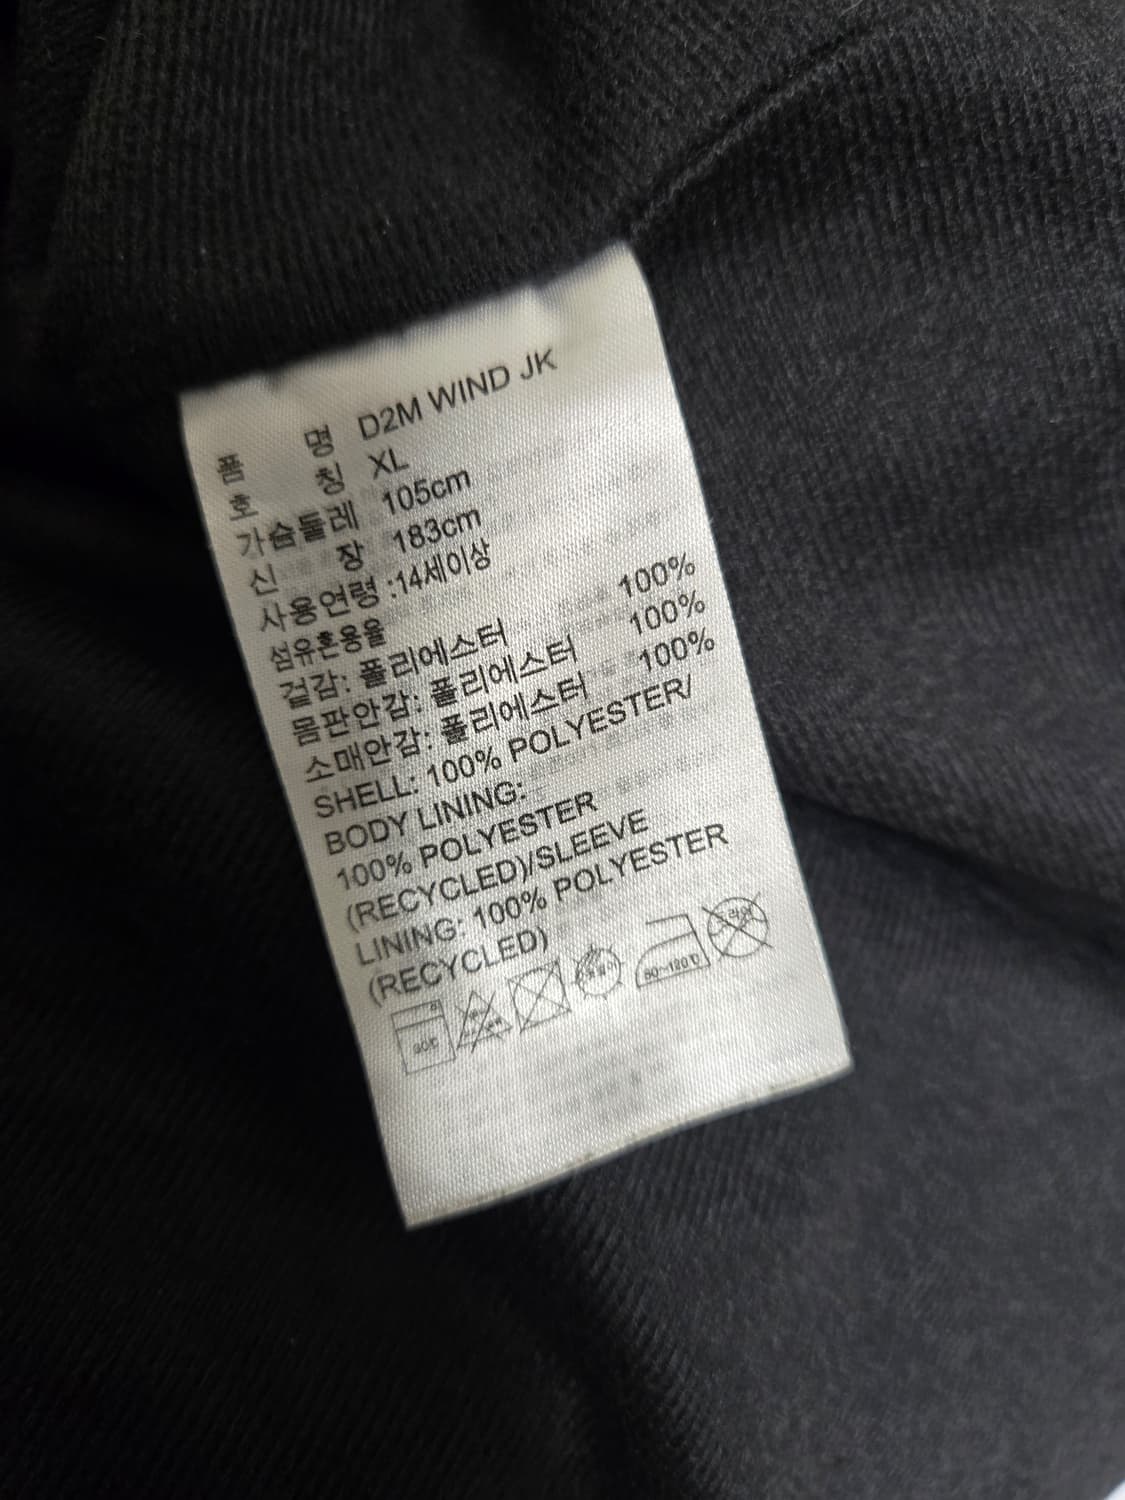 품 명 D2M WIND JK
호 칭 XL
가슴둘레 105cm
신 장 183cm
사용연령 :14세이상
섬유혼용율
겉감: 폴리에스터 100%
몸판안감: 폴리에스터 100%
소매안감: 폴리에스터 100%
SHELL: 100% POLYESTER/
BODY LINING:
100% POLYESTER
(RECYCLED)/SLEEVE
LINING: 100% POLYESTER
(RECYCLED)
80~120℃